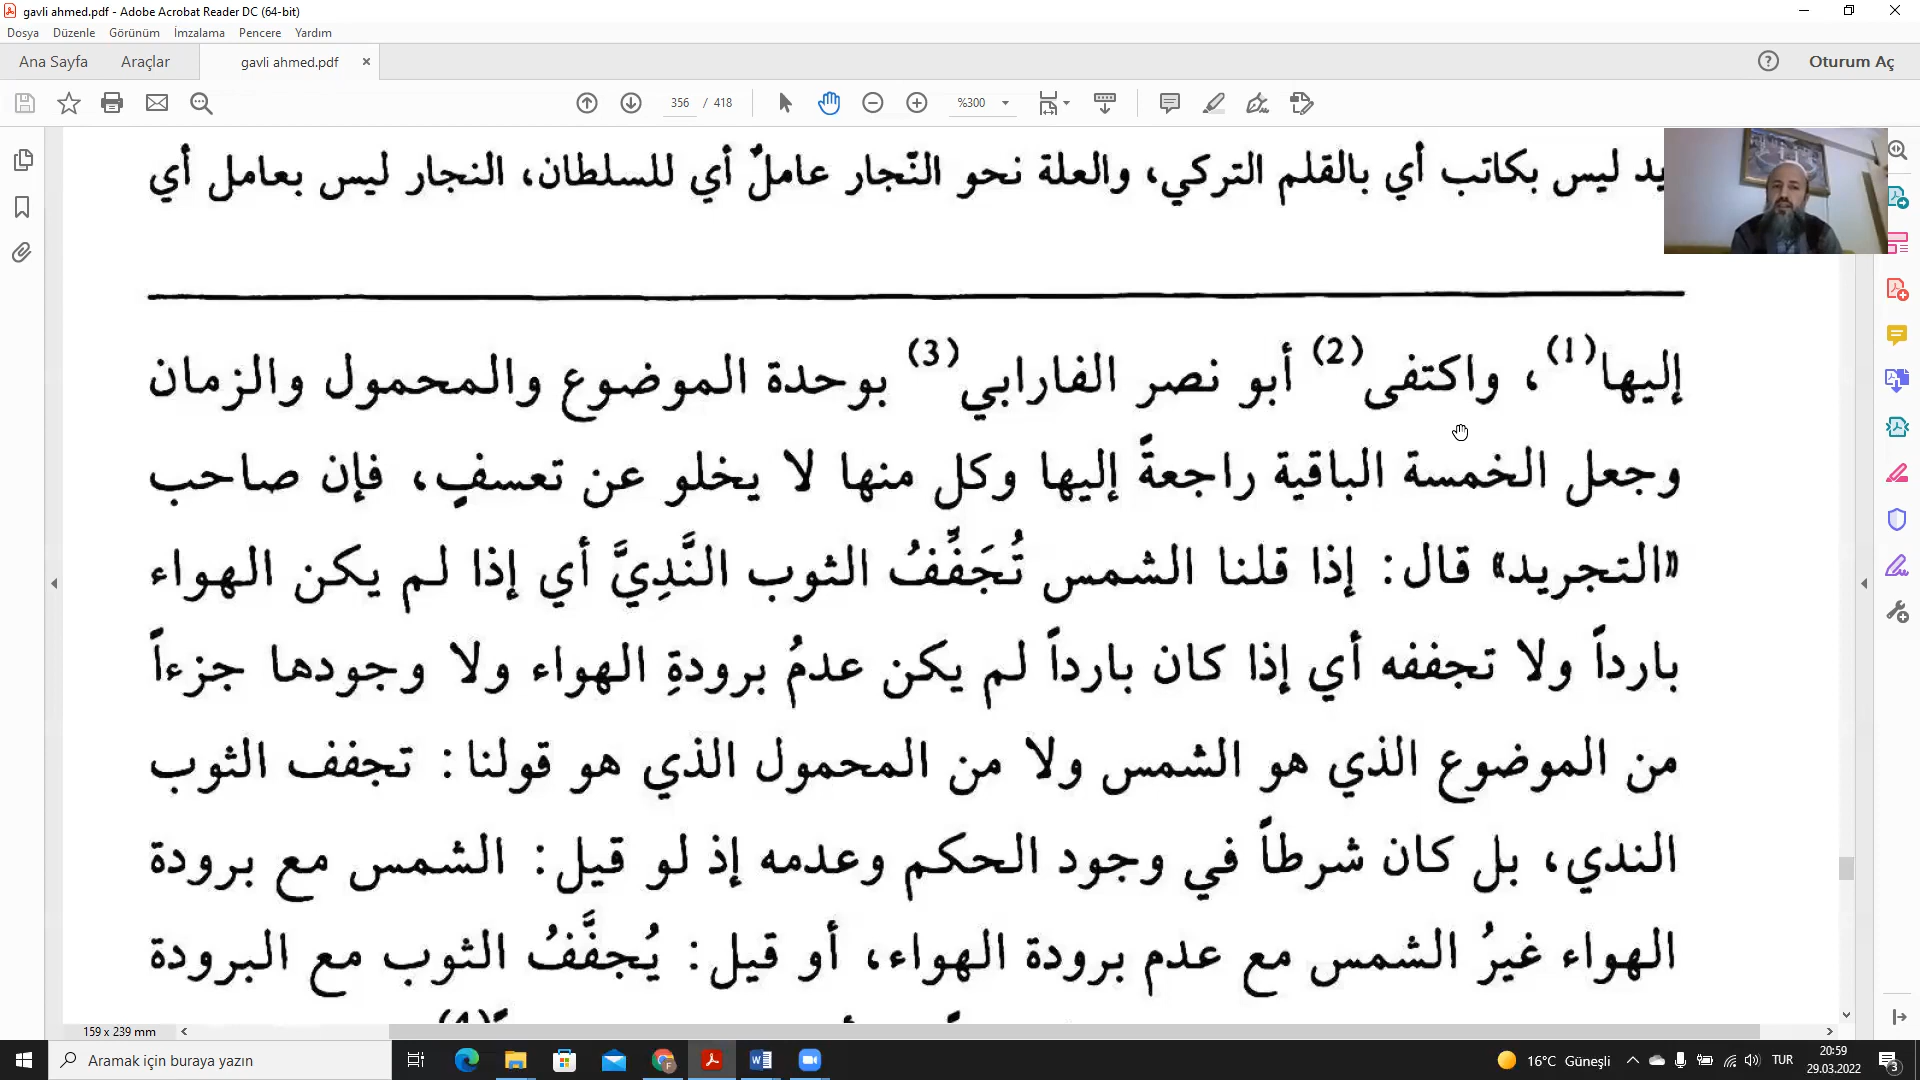 gavli ahmed.pdf - Adobe Acrobat Reader DC (64-bit)
Dosya Düzenle Görünüm İmzalama Pencere Yardım
Ana Sayfa Araçlar gavli ahmed.pdf Oturum Aç
356 / 418 %300
يد ليس بكاتب أي بالقلم التركي، والعلة نحو النّجار عاملٌ أي للسلطان، النجار ليس بعامل أي
إليها(1)، واكتفى(2) أبو نصر الفارابي(3) بوحدة الموضوع والمحمول والزمان
وجعل الخمسة الباقية راجعةً إليها وكل منها لا يخلو عن تعسفٍ، فإن صاحب
«التجريد» قال: إذا قلنا الشمس تُجَفِّفُ الثوب النَّدِيَّ أي إذا لم يكن الهواء
بارداً ولا تجففه أي إذا كان بارداً لم يكن عدمُ برودةِ الهواء ولا وجودها جزءاً
من الموضوع الذي هو الشمس ولا من المحمول الذي هو قولنا: تجفف الثوب
الندي، بل كان شرطاً في وجود الحكم وعدمه إذ لو قيل: الشمس مع برودة
الهواء غيرُ الشمس مع عدم برودة الهواء، أو قيل: يُجفَّفُ الثوب مع البرودة
(4)
159 x 239 mm
Aramak için buraya yazın
16°C Güneşli
TUR
20:59
29.03.2022
3